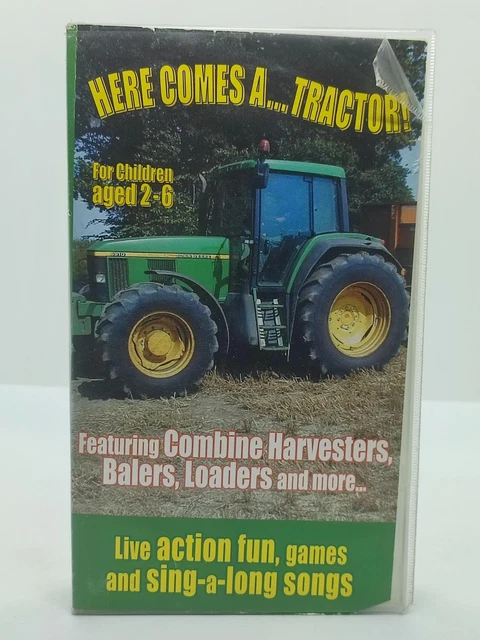 HERE COMES A... TRACTOR!
For Children
aged 2-6
Featuring Combine Harvesters,
Balers, Loaders and more...
Live action fun, games
and sing-a-long songs